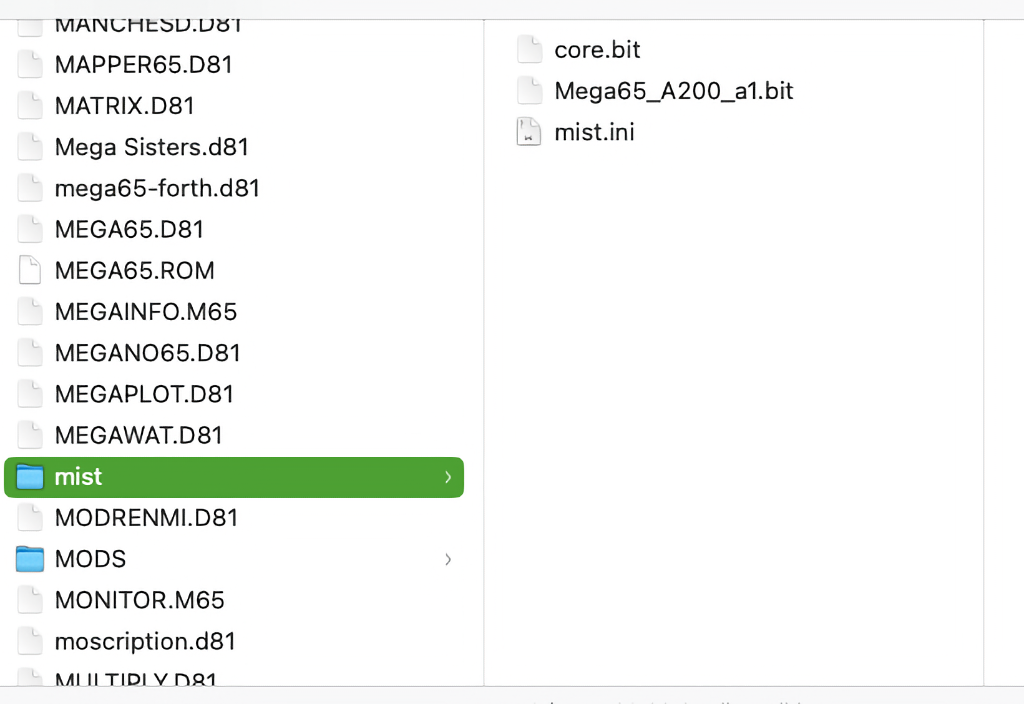 MANCHESD.D81
MAPPER65.D81
MATRIX.D81
Mega Sisters.d81
mega65-forth.d81
MEGA65.D81
MEGA65.ROM
MEGAINFO.M65
MEGANO65.D81
MEGAPLOT.D81
MEGAWAT.D81
mist
MODRENMI.D81
MODS
MONITOR.M65
moscription.d81
MULTIPLY.D81
core.bit
Mega65_A200_a1.bit
mist.ini